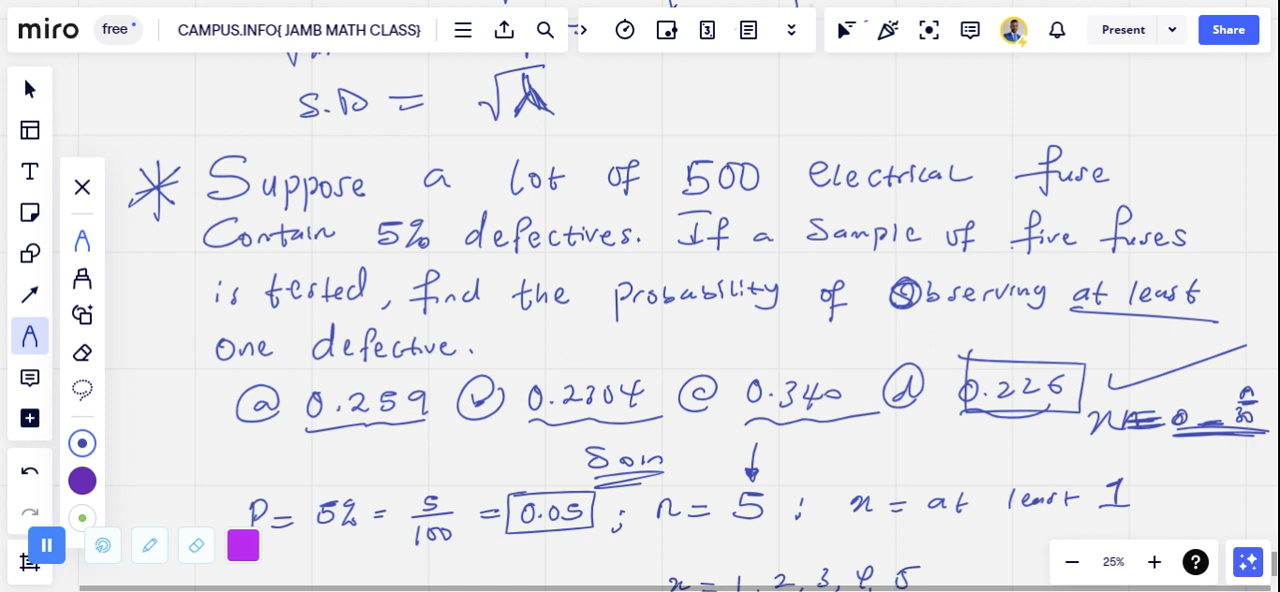 miro free CAMPUS.INFO{ JAMB MATH CLASS} Present Share
S.D = √λ
* Suppose a lot of 500 electrical fuse
Contain 5% defectives. If a sample of five fuses
is tested, find the probability of Observing at least
one defective.
(a) 0.259 (b) 0.2304 (c) 0.340 (d) 0.226
Soln
P = 5% = 5/100 = 0.05 ; n = 5 ; x = at least 1
x = 1, 2, 3, 4, 5
25%